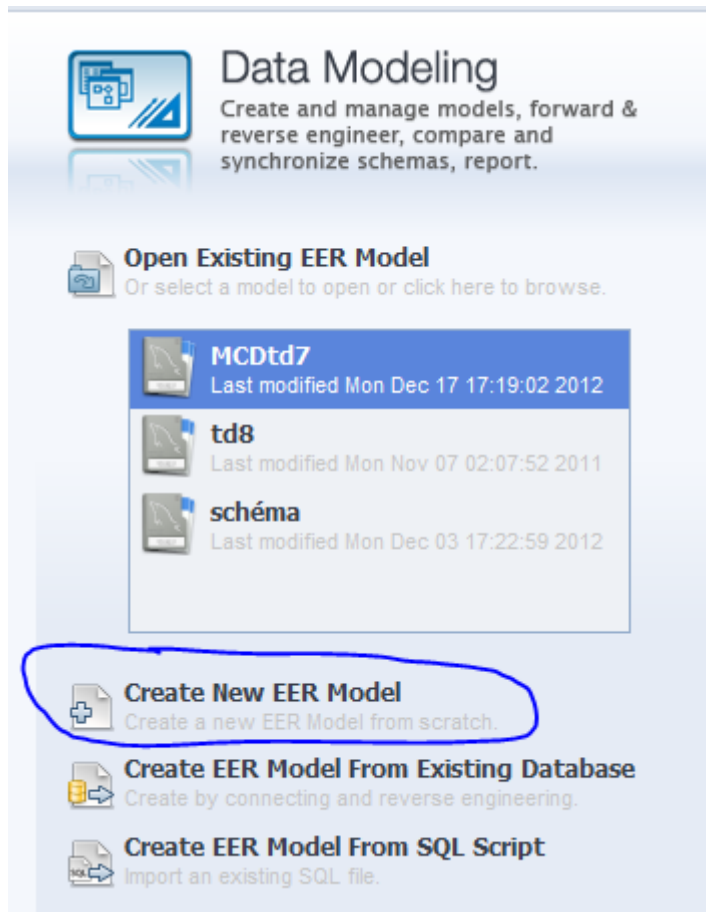 Data Modeling
Create and manage models, forward &
reverse engineer, compare and
synchronize schemas, report.
Open Existing EER Model
Or select a model to open or click here to browse.
MCDtd7
Last modified Mon Dec 17 17:19:02 2012
td8
Last modified Mon Nov 07 02:07:52 2011
schéma
Last modified Mon Dec 03 17:22:59 2012
Create New EER Model
Create a new EER Model from scratch.
Create EER Model From Existing Database
Create by connecting and reverse engineering.
Create EER Model From SQL Script
Import an existing SQL file.